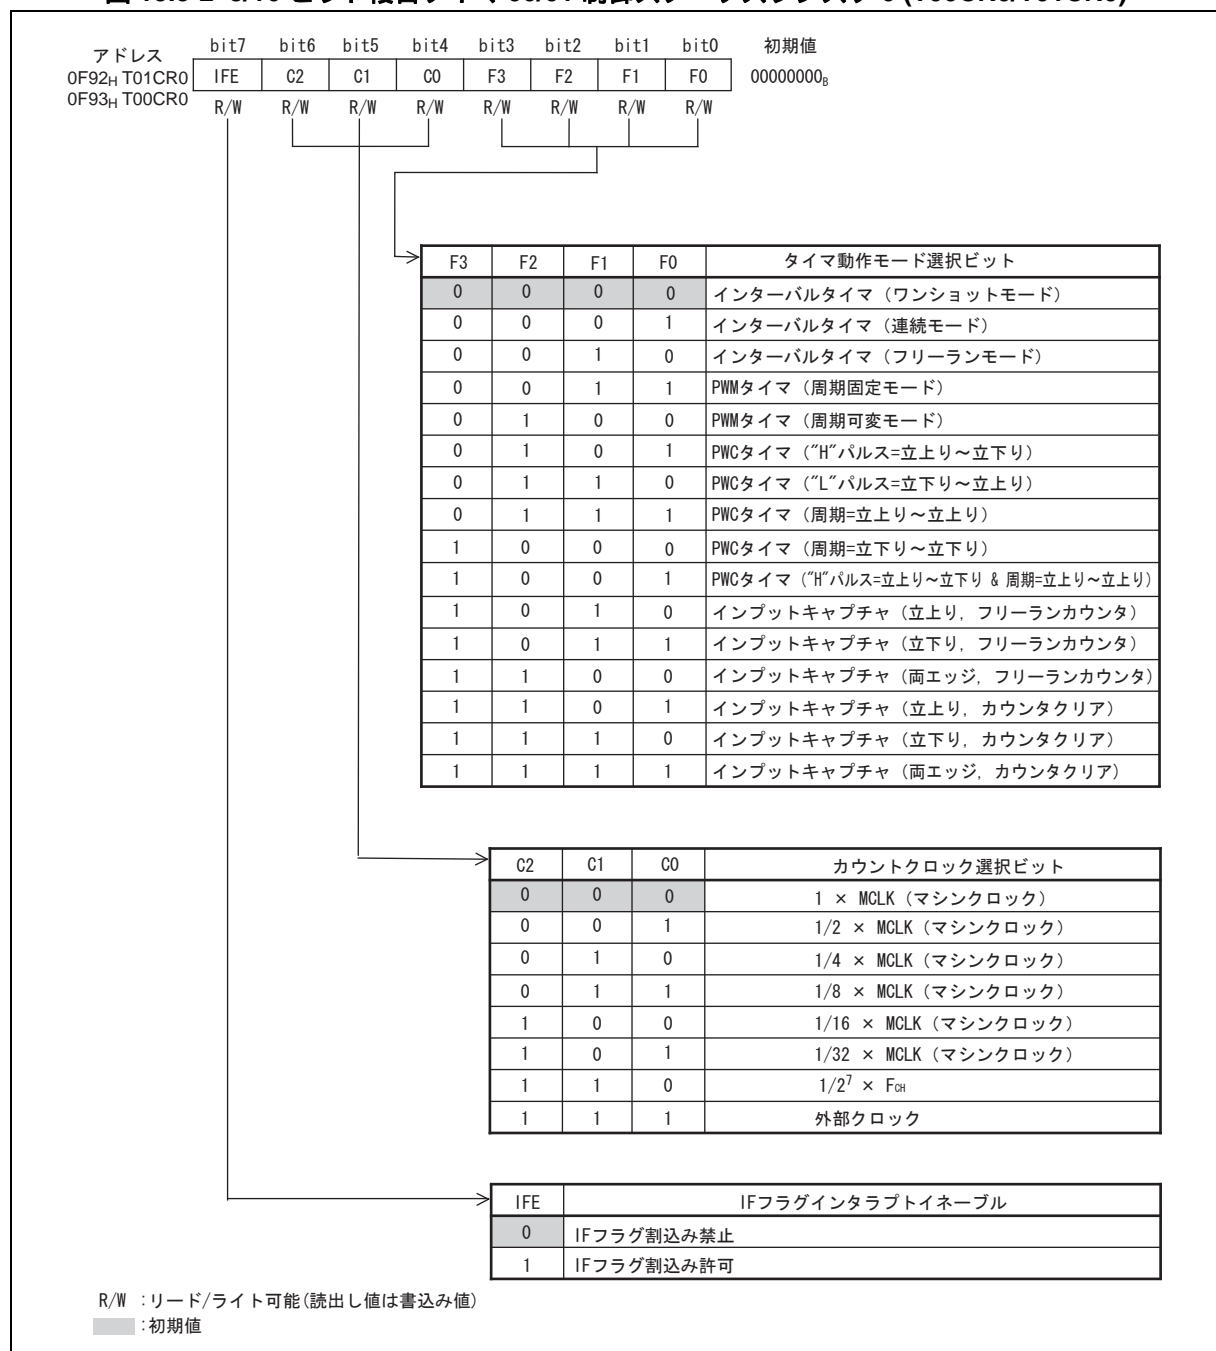 アドレス bit7 bit6 bit5 bit4 bit3 bit2 bit1 bit0 初期値
0F92H T01CR0 IFE C2 C1 C0 F3 F2 F1 F0 00000000B
0F93H T00CR0 R/W R/W R/W R/W R/W R/W R/W R/W
F3 F2 F1 F0 タイマ動作モード選択ビット
0 0 0 0 インターバルタイマ (ワンショットモード)
0 0 0 1 インターバルタイマ (連続モード)
0 0 1 0 インターバルタイマ (フリーランモード)
0 0 1 1 PWMタイマ (周期固定モード)
0 1 0 0 PWMタイマ (周期可変モード)
0 1 0 1 PWCタイマ ("H"パルス=立上り～立下り)
0 1 1 0 PWCタイマ ("L"パルス=立下り～立上り)
0 1 1 1 PWCタイマ (周期=立上り～立上り)
1 0 0 0 PWCタイマ (周期=立下り～立下り)
1 0 0 1 PWCタイマ ("H"パルス=立上り～立下り & 周期=立上り～立上り)
1 0 1 0 インプットキャプチャ (立上り, フリーランカウンタ)
1 0 1 1 インプットキャプチャ (立下り, フリーランカウンタ)
1 1 0 0 インプットキャプチャ (両エッジ, フリーランカウンタ)
1 1 0 1 インプットキャプチャ (立上り, カウンタクリア)
1 1 1 0 インプットキャプチャ (立下り, カウンタクリア)
1 1 1 1 インプットキャプチャ (両エッジ, カウンタクリア)
C2 C1 C0 カウントクロック選択ビット
0 0 0 1 × MCLK (マシンクロック)
0 0 1 1/2 × MCLK (マシンクロック)
0 1 0 1/4 × MCLK (マシンクロック)
0 1 1 1/8 × MCLK (マシンクロック)
1 0 0 1/16 × MCLK (マシンクロック)
1 0 1 1/32 × MCLK (マシンクロック)
1 1 0 1/2⁷ × FCH
1 1 1 外部クロック
IFE IFフラグインタラプトイネーブル
0 IFフラグ割込み禁止
1 IFフラグ割込み許可
R/W :リード/ライト可能(読出し値は書込み値)
:初期値